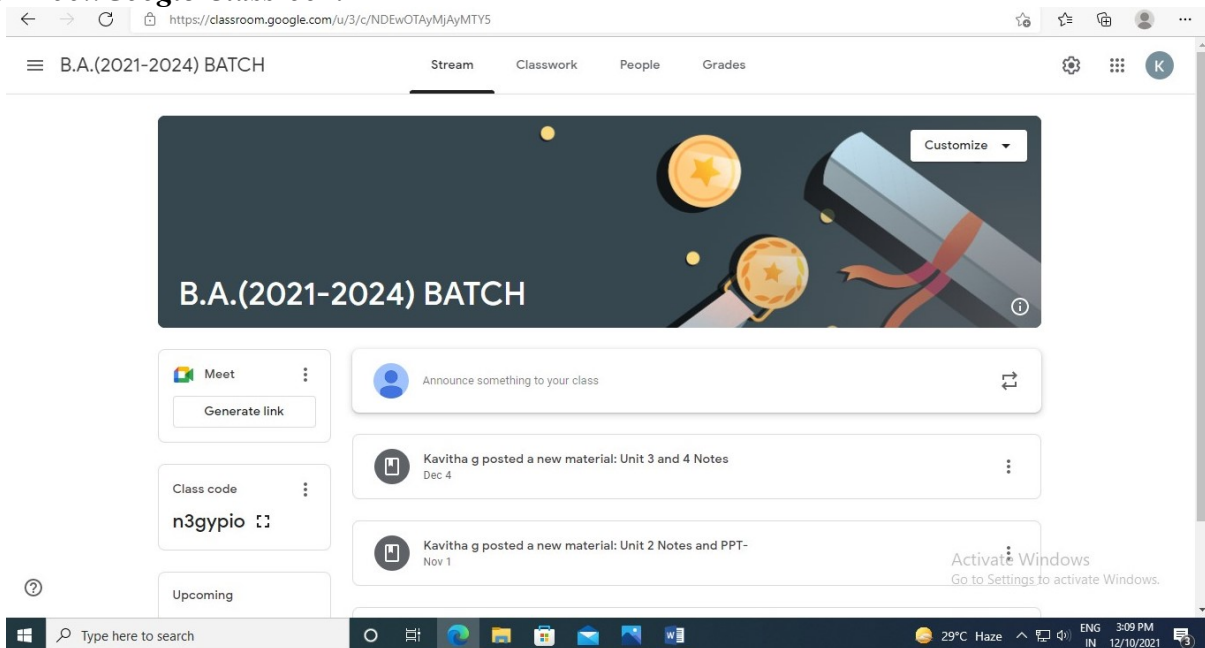 https://classroom.google.com/u/3/c/NDEwOTAyMjAyMTY5
B.A.(2021-2024) BATCH
Stream
Classwork
People
Grades
K
Customize
B.A.(2021-2024) BATCH
Meet
Generate link
Announce something to your class
Kavitha g posted a new material: Unit 3 and 4 Notes
Dec 4
Class code
n3gypio
Kavitha g posted a new material: Unit 2 Notes and PPT-
Nov 1
Activate Windows
Go to Settings to activate Windows.
Upcoming
Type here to search
29°C Haze
ENG
IN
3:09 PM
12/10/2021
3